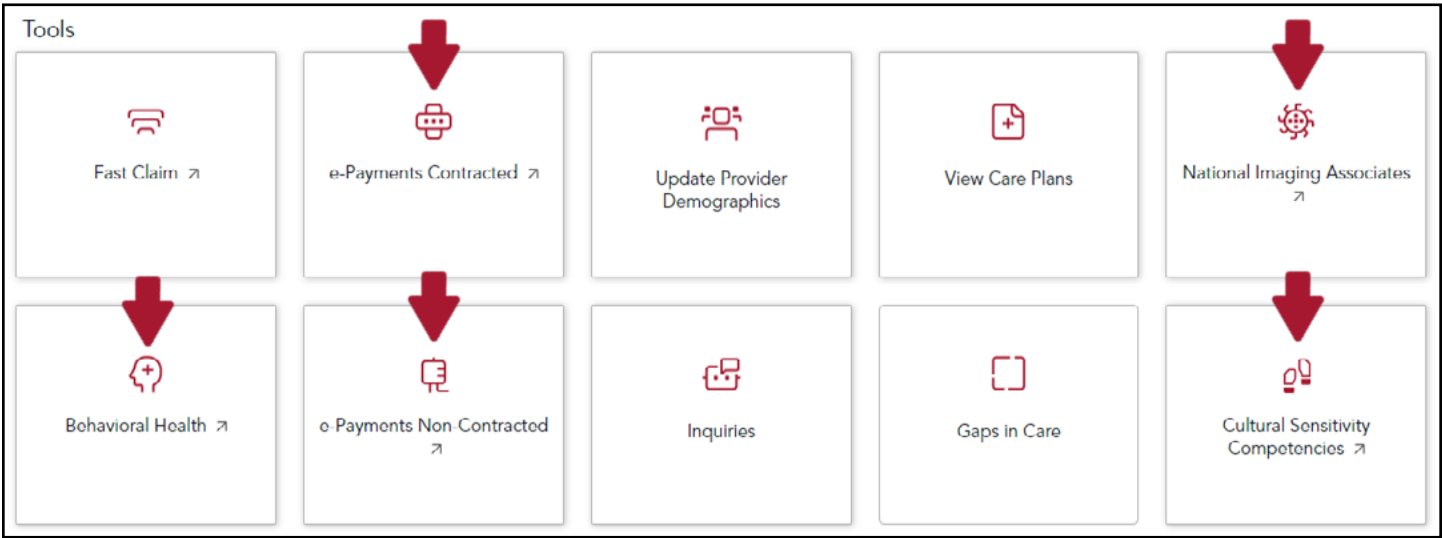 Tools
Fast Claim ↗
e-Payments Contracted ↗
Update Provider
Demographics
View Care Plans
National Imaging Associates
↗
Behavioral Health ↗
e-Payments Non-Contracted
↗
Inquiries
Gaps in Care
Cultural Sensitivity
Competencies ↗